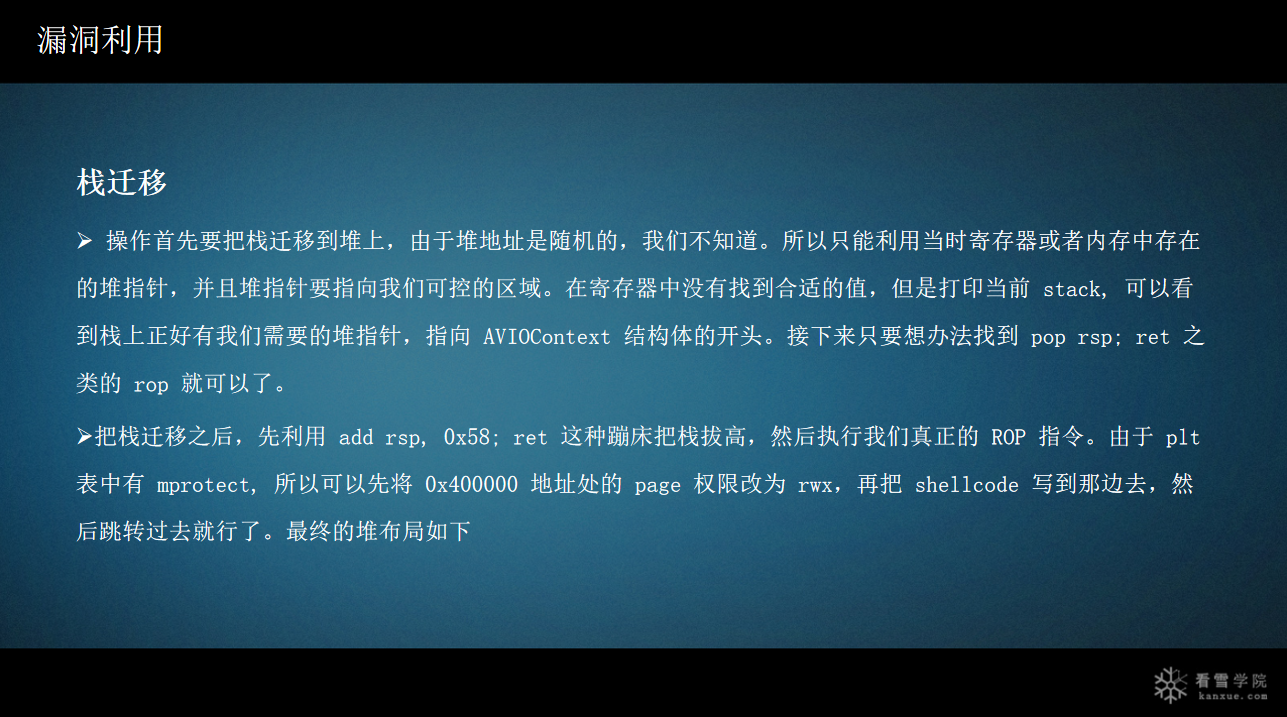 漏洞利用
栈迁移
➢ 操作首先要把栈迁移到堆上，由于堆地址是随机的，我们不知道。所以只能利用当时寄存器或者内存中存在
的堆指针，并且堆指针要指向我们可控的区域。在寄存器中没有找到合适的值，但是打印当前 stack, 可以看
到栈上正好有我们需要的堆指针，指向 AVIOContext 结构体的开头。接下来只要想办法找到 pop rsp; ret 之
类的 rop 就可以了。
➢把栈迁移之后，先利用 add rsp, 0x58; ret 这种蹦床把栈拔高，然后执行我们真正的 ROP 指令。由于 plt
表中有 mprotect, 所以可以先将 0x400000 地址处的 page 权限改为 rwx，再把 shellcode 写到那边去，然
后跳转过去就行了。最终的堆布局如下
看雪学院
kanxue.com